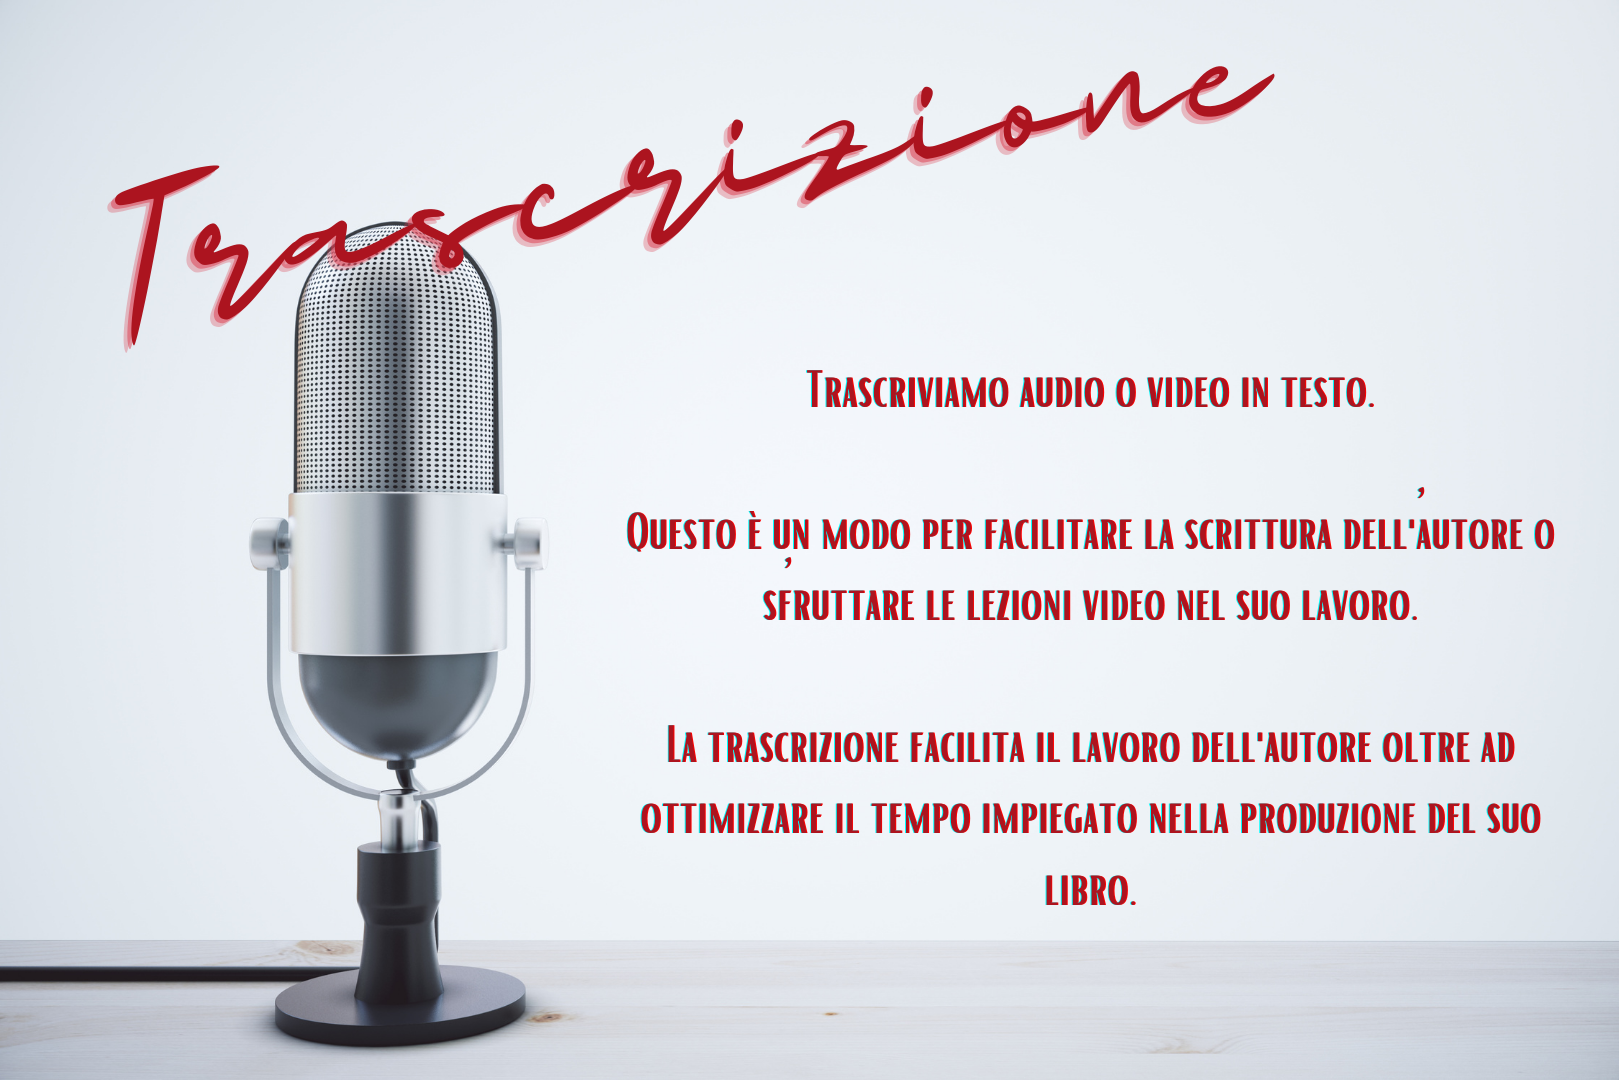 Trascrizione
Trascriviamo audio o video in testo.
Questo è un modo per facilitare la scrittura dell'autore o
sfruttare le lezioni video nel suo lavoro.
La trascrizione facilita il lavoro dell'autore oltre ad
ottimizzare il tempo impiegato nella produzione del suo
libro.